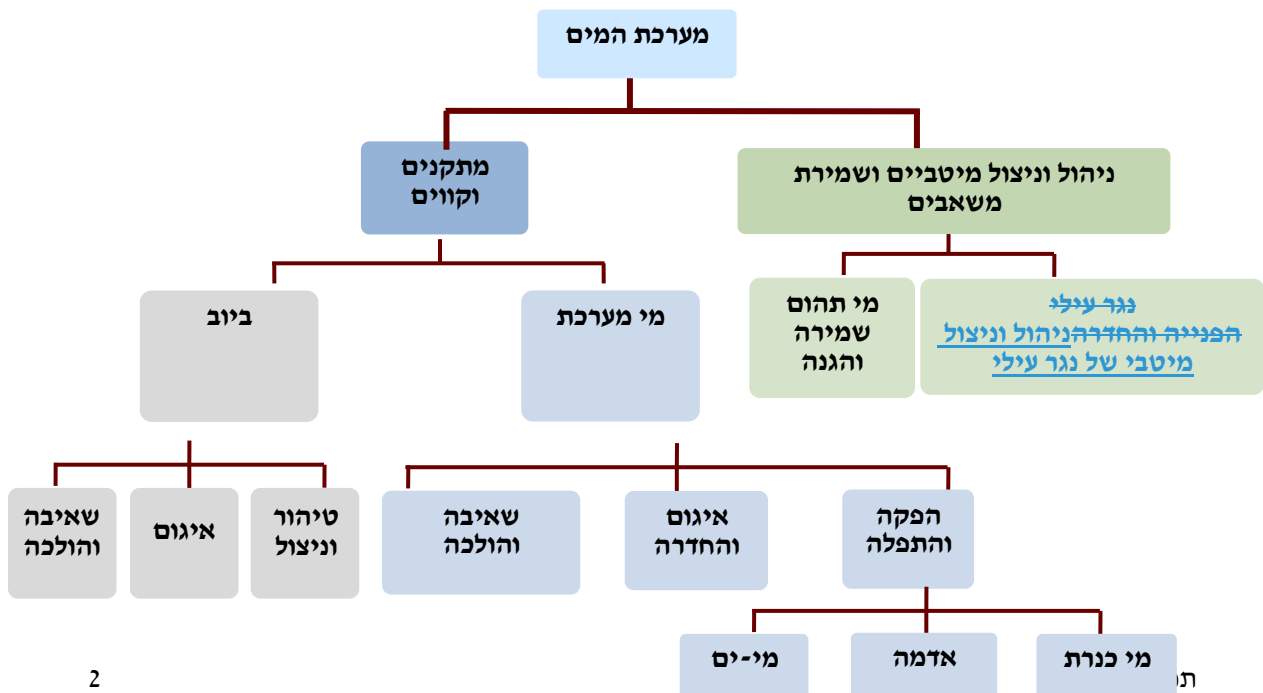 מערכת המים
ניהול וניצול מיטביים ושמירת
משאבים
מתקנים
וקווים
נגר עילי
הפנייה והחדרהניהול וניצול
מיטבי של נגר עילי
מי תהום
שמירה
והגנה
מי מערכת
ביוב
הפקה
והתפלה
איגום
והחדרה
שאיבה
והולכה
טיהור
וניצול
איגום
שאיבה
והולכה
מי כנרת
אדמה
מי-ים
תמ
2